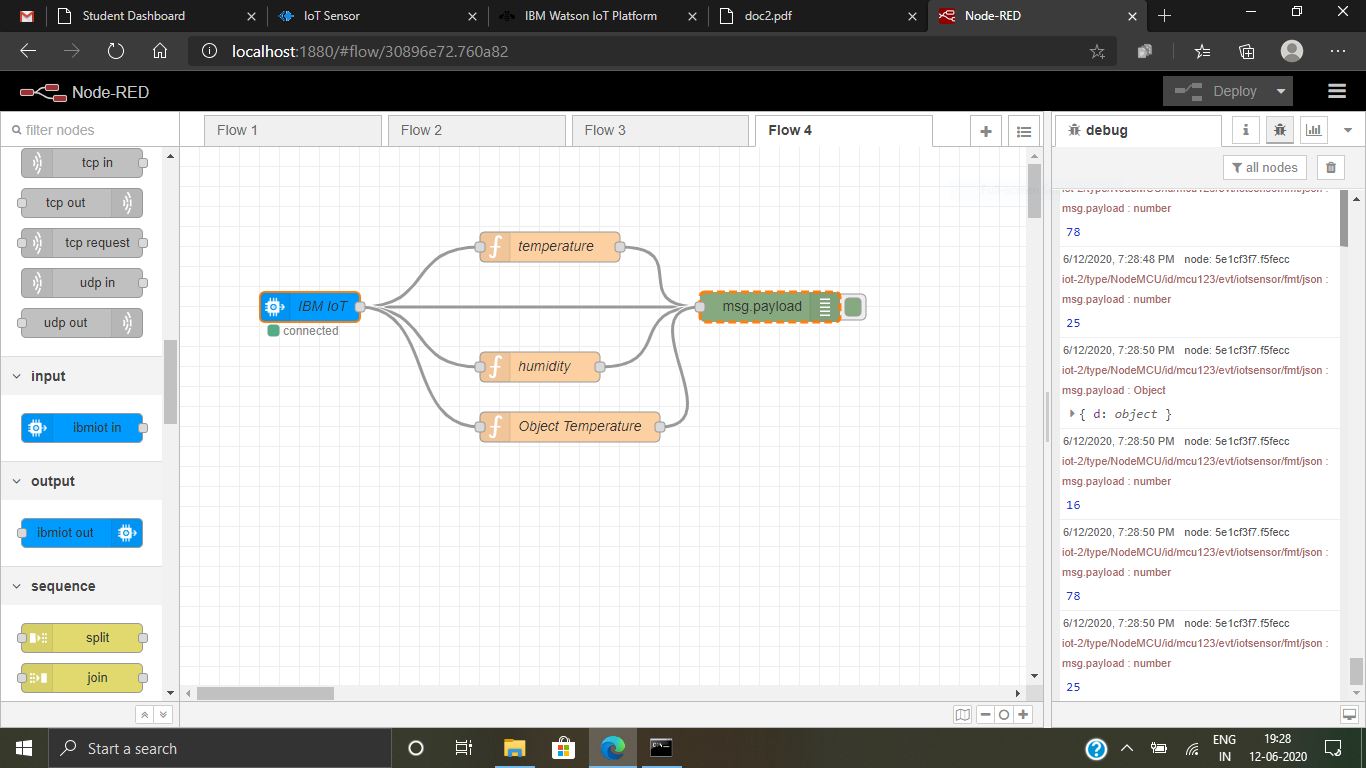 Student Dashboard
IoT Sensor
IBM Watson IoT Platform
doc2.pdf
Node-RED
localhost:1880/#flow/30896e72.760a82
Node-RED
Deploy
filter nodes
Flow 1
Flow 2
Flow 3
Flow 4
debug
all nodes
tcp in
tcp out
tcp request
udp in
udp out
input
ibmiot in
output
ibmiot out
sequence
split
join
temperature
IBM IoT
connected
msg.payload
humidity
Object Temperature
iot-2/type/NodeMCU/id/mcu123/evt/iotsensor/fmt/json :
msg.payload : number
78
6/12/2020, 7:28:48 PM node: 5e1cf3f7.f5fecc
iot-2/type/NodeMCU/id/mcu123/evt/iotsensor/fmt/json :
msg.payload : number
25
6/12/2020, 7:28:50 PM node: 5e1cf3f7.f5fecc
iot-2/type/NodeMCU/id/mcu123/evt/iotsensor/fmt/json :
msg.payload : Object
{ d: object }
6/12/2020, 7:28:50 PM node: 5e1cf3f7.f5fecc
iot-2/type/NodeMCU/id/mcu123/evt/iotsensor/fmt/json :
msg.payload : number
16
6/12/2020, 7:28:50 PM node: 5e1cf3f7.f5fecc
iot-2/type/NodeMCU/id/mcu123/evt/iotsensor/fmt/json :
msg.payload : number
78
6/12/2020, 7:28:50 PM node: 5e1cf3f7.f5fecc
iot-2/type/NodeMCU/id/mcu123/evt/iotsensor/fmt/json :
msg.payload : number
25
Start a search
ENG
IN
19:28
12-06-2020